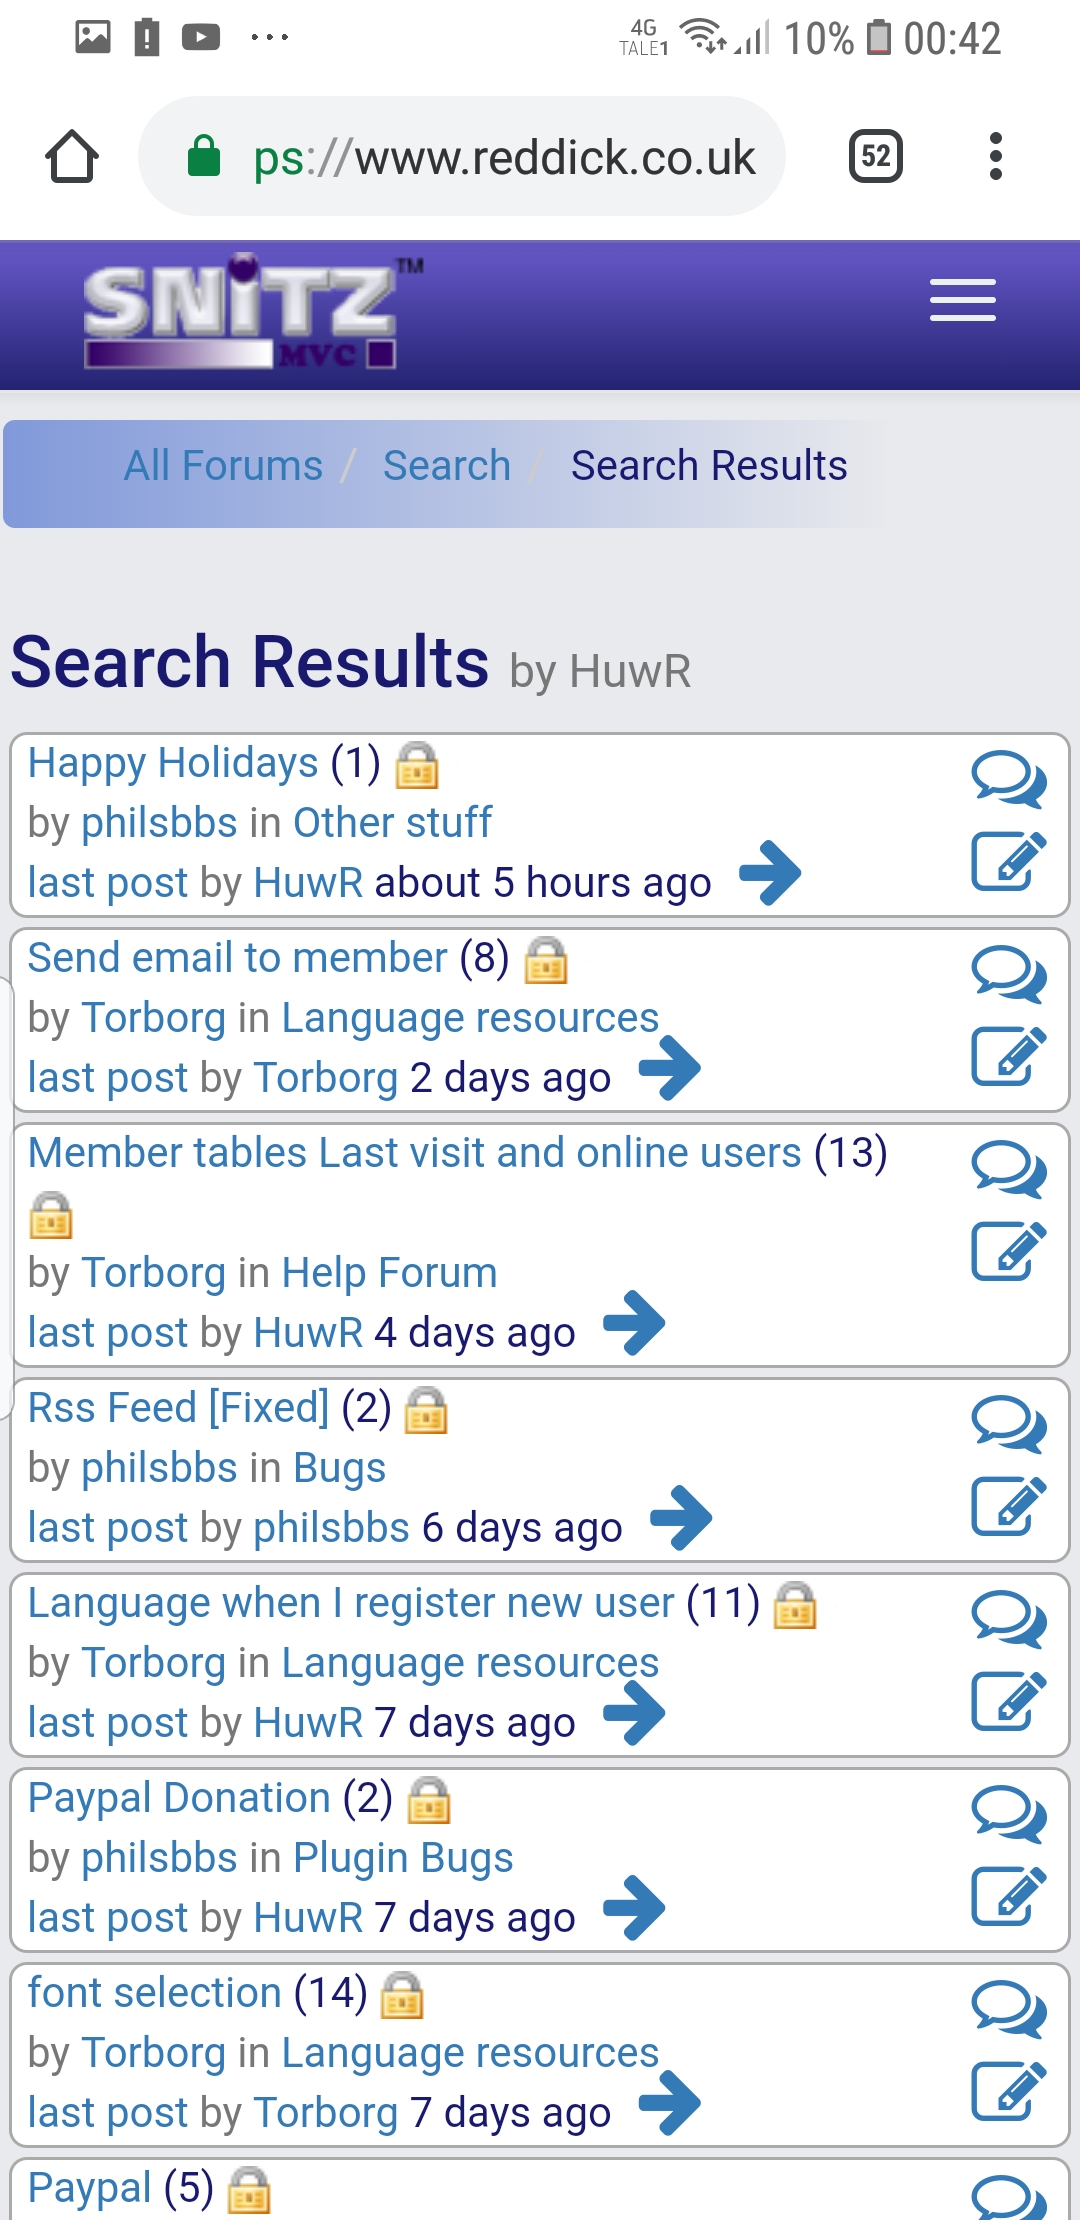 4G
TALE1
10%
00:42
ps://www.reddick.co.uk
52
SNiTZ™
MVC
All Forums / Search / Search Results
Search Results by HuwR
Happy Holidays (1)
by philsbbs in Other stuff
last post by HuwR about 5 hours ago
Send email to member (8)
by Torborg in Language resources
last post by Torborg 2 days ago
Member tables Last visit and online users (13)
by Torborg in Help Forum
last post by HuwR 4 days ago
Rss Feed [Fixed] (2)
by philsbbs in Bugs
last post by philsbbs 6 days ago
Language when I register new user (11)
by Torborg in Language resources
last post by HuwR 7 days ago
Paypal Donation (2)
by philsbbs in Plugin Bugs
last post by HuwR 7 days ago
font selection (14)
by Torborg in Language resources
last post by Torborg 7 days ago
Paypal (5)